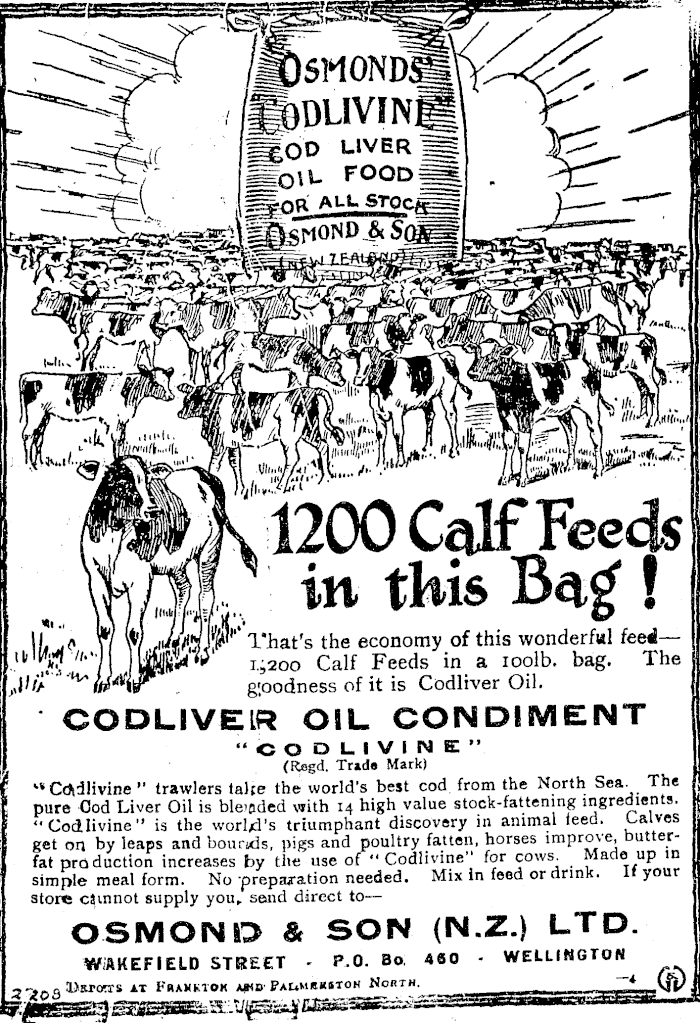 OSMONDS'
"CODLIVINE"
COD LIVER
OIL FOOD
FOR ALL STOCK
OSMOND & SON
NEW ZEALAND
1200 Calf Feeds
in this Bag!
That's the economy of this wonderful feed—
1,200 Calf Feeds in a 100lb. bag. The
goodness of it is Codliver Oil.
CODLIVER OIL CONDIMENT
"CODLIVINE"
(Regd. Trade Mark)
"Codlivine" trawlers take the world's best cod from the North Sea. The
pure Cod Liver Oil is blended with 14 high value stock-fattening ingredients.
"Codlivine" is the world's triumphant discovery in animal feed. Calves
get on by leaps and bounds, pigs and poultry fatten, horses improve, butter-
fat production increases by the use of "Codlivine" for cows. Made up in
simple meal form. No preparation needed. Mix in feed or drink. If your
store cannot supply you, send direct to—
OSMOND & SON (N.Z.) LTD.
WAKEFIELD STREET - P.O. Bo. 460 - WELLINGTON
DEPOTS AT FRANKTON AND PALMERSTON NORTH.
—4